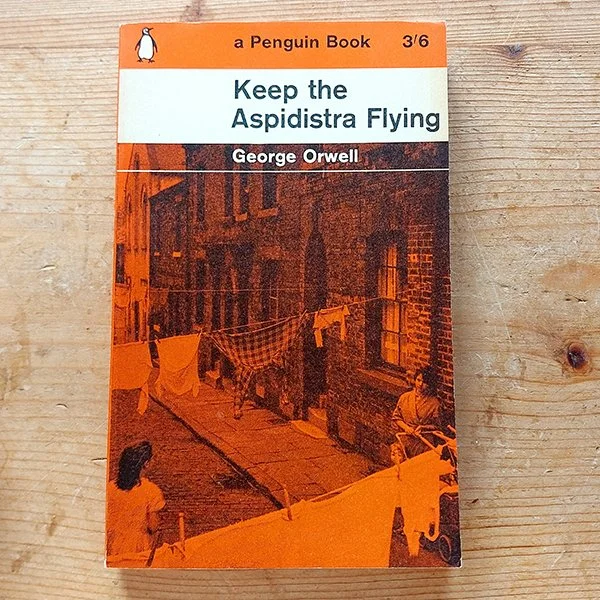 a Penguin Book 3/6
Keep the
Aspidistra Flying
George Orwell